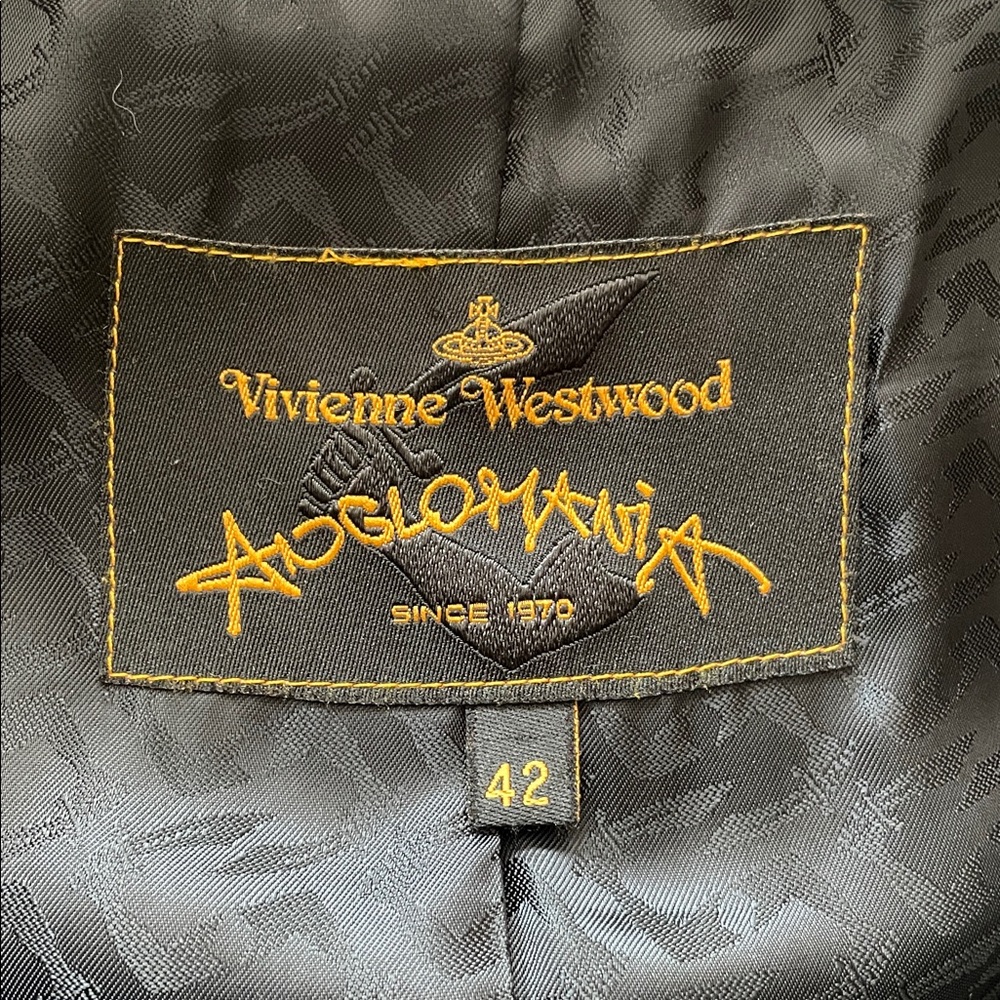 Vivienne Westwood
ANGLOMANiA
SINCE 1970
42